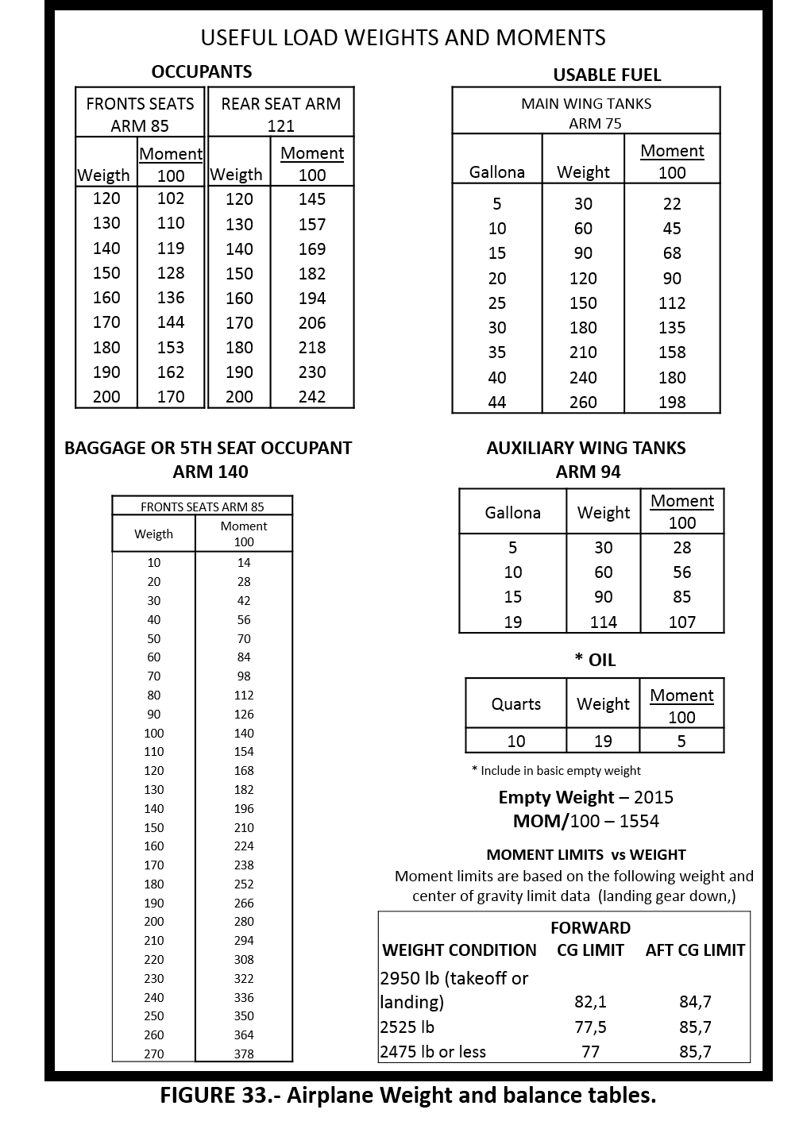 USEFUL LOAD WEIGHTS AND MOMENTS
OCCUPANTS
FRONTS SEATS REAR SEAT ARM
ARM 85 121
Moment Moment
Weigth 100 Weigth 100
120 102 120 145
130 110 130 157
140 119 140 169
150 128 150 182
160 136 160 194
170 144 170 206
180 153 180 218
190 162 190 230
200 170 200 242
USABLE FUEL
MAIN WING TANKS
ARM 75
Moment
Gallona Weight 100
5 30 22
10 60 45
15 90 68
20 120 90
25 150 112
30 180 135
35 210 158
40 240 180
44 260 198
BAGGAGE OR 5TH SEAT OCCUPANT
ARM 140
FRONTS SEATS ARM 85
Weigth Moment
100
10 14
20 28
30 42
40 56
50 70
60 84
70 98
80 112
90 126
100 140
110 154
120 168
130 182
140 196
150 210
160 224
170 238
180 252
190 266
200 280
210 294
220 308
230 322
240 336
250 350
260 364
270 378
AUXILIARY WING TANKS
ARM 94
Gallona Weight Moment
100
5 30 28
10 60 56
15 90 85
19 114 107
* OIL
Quarts Weight Moment
100
10 19 5
* Include in basic empty weight
Empty Weight – 2015
MOM/100 – 1554
MOMENT LIMITS vs WEIGHT
Moment limits are based on the following weight and
center of gravity limit data (landing gear down,)
FORWARD
WEIGHT CONDITION CG LIMIT AFT CG LIMIT
2950 lb (takeoff or
landing) 82,1 84,7
2525 lb 77,5 85,7
2475 lb or less 77 85,7
FIGURE 33.- Airplane Weight and balance tables.